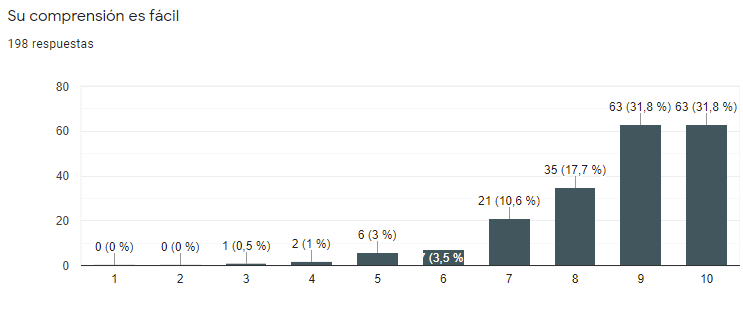 Su comprensión es fácil
198 respuestas
80
60
40
20
0
0 (0 %)
0 (0 %)
1 (0,5 %)
2 (1 %)
6 (3 %)
7 (3,5 %
21 (10,6 %)
35 (17,7 %)
63 (31,8 %)
63 (31,8 %)
1 2 3 4 5 6 7 8 9 10